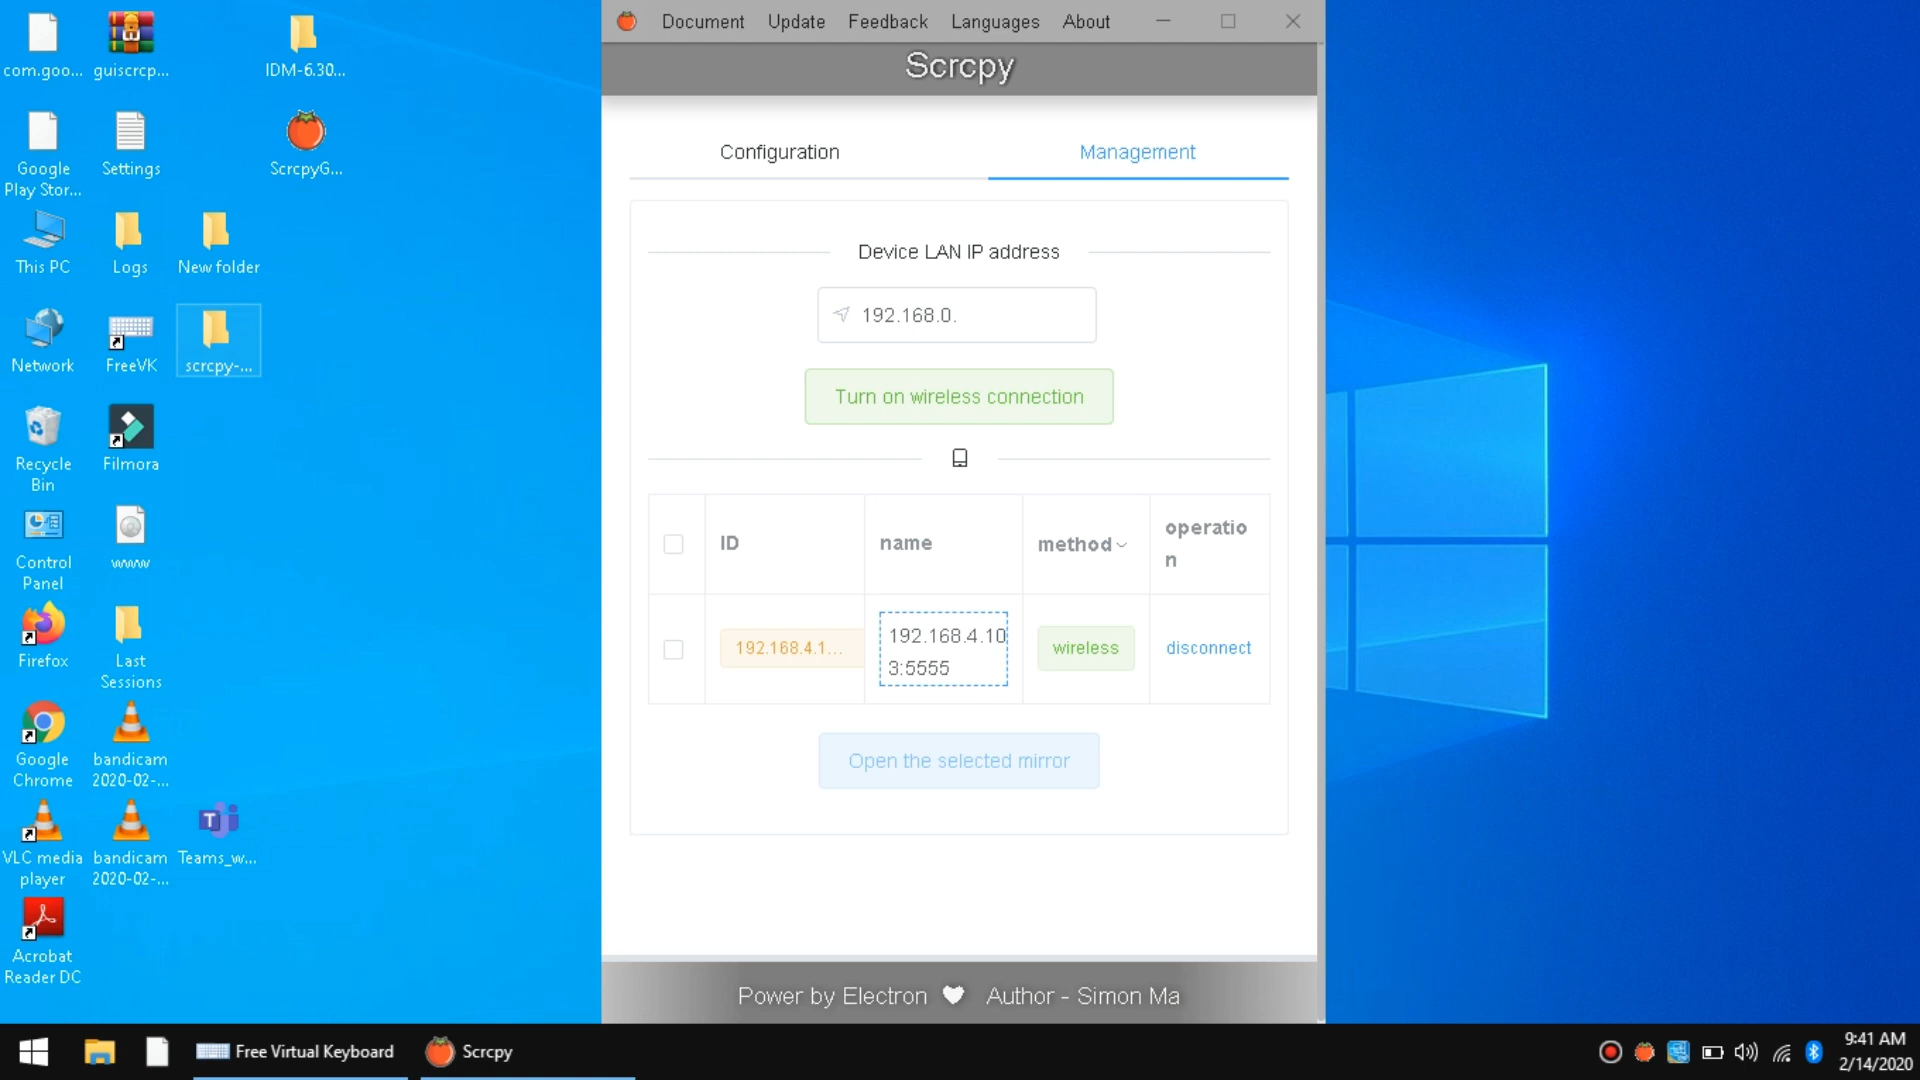 com.goo...
guiscrcp...
IDM-6.30...
Google
Play Stor...
Settings
ScrcpyG...
This PC
Logs
New folder
Network
FreeVK
scrcpy-...
Recycle
Bin
Filmora
Control
Panel
www
Firefox
Last
Sessions
Google
Chrome
bandicam
2020-02-...
VLC media
player
bandicam
2020-02-...
Teams_w...
Acrobat
Reader DC
Document Update Feedback Languages About
Scrcpy
Configuration Management
Device LAN IP address
192.168.0.
Turn on wireless connection
ID name method operatio
n
192.168.4.1... 192.168.4.10
3:5555 wireless disconnect
Open the selected mirror
Power by Electron Author - Simon Ma
Free Virtual Keyboard Scrcpy
9:41 AM
2/14/2020